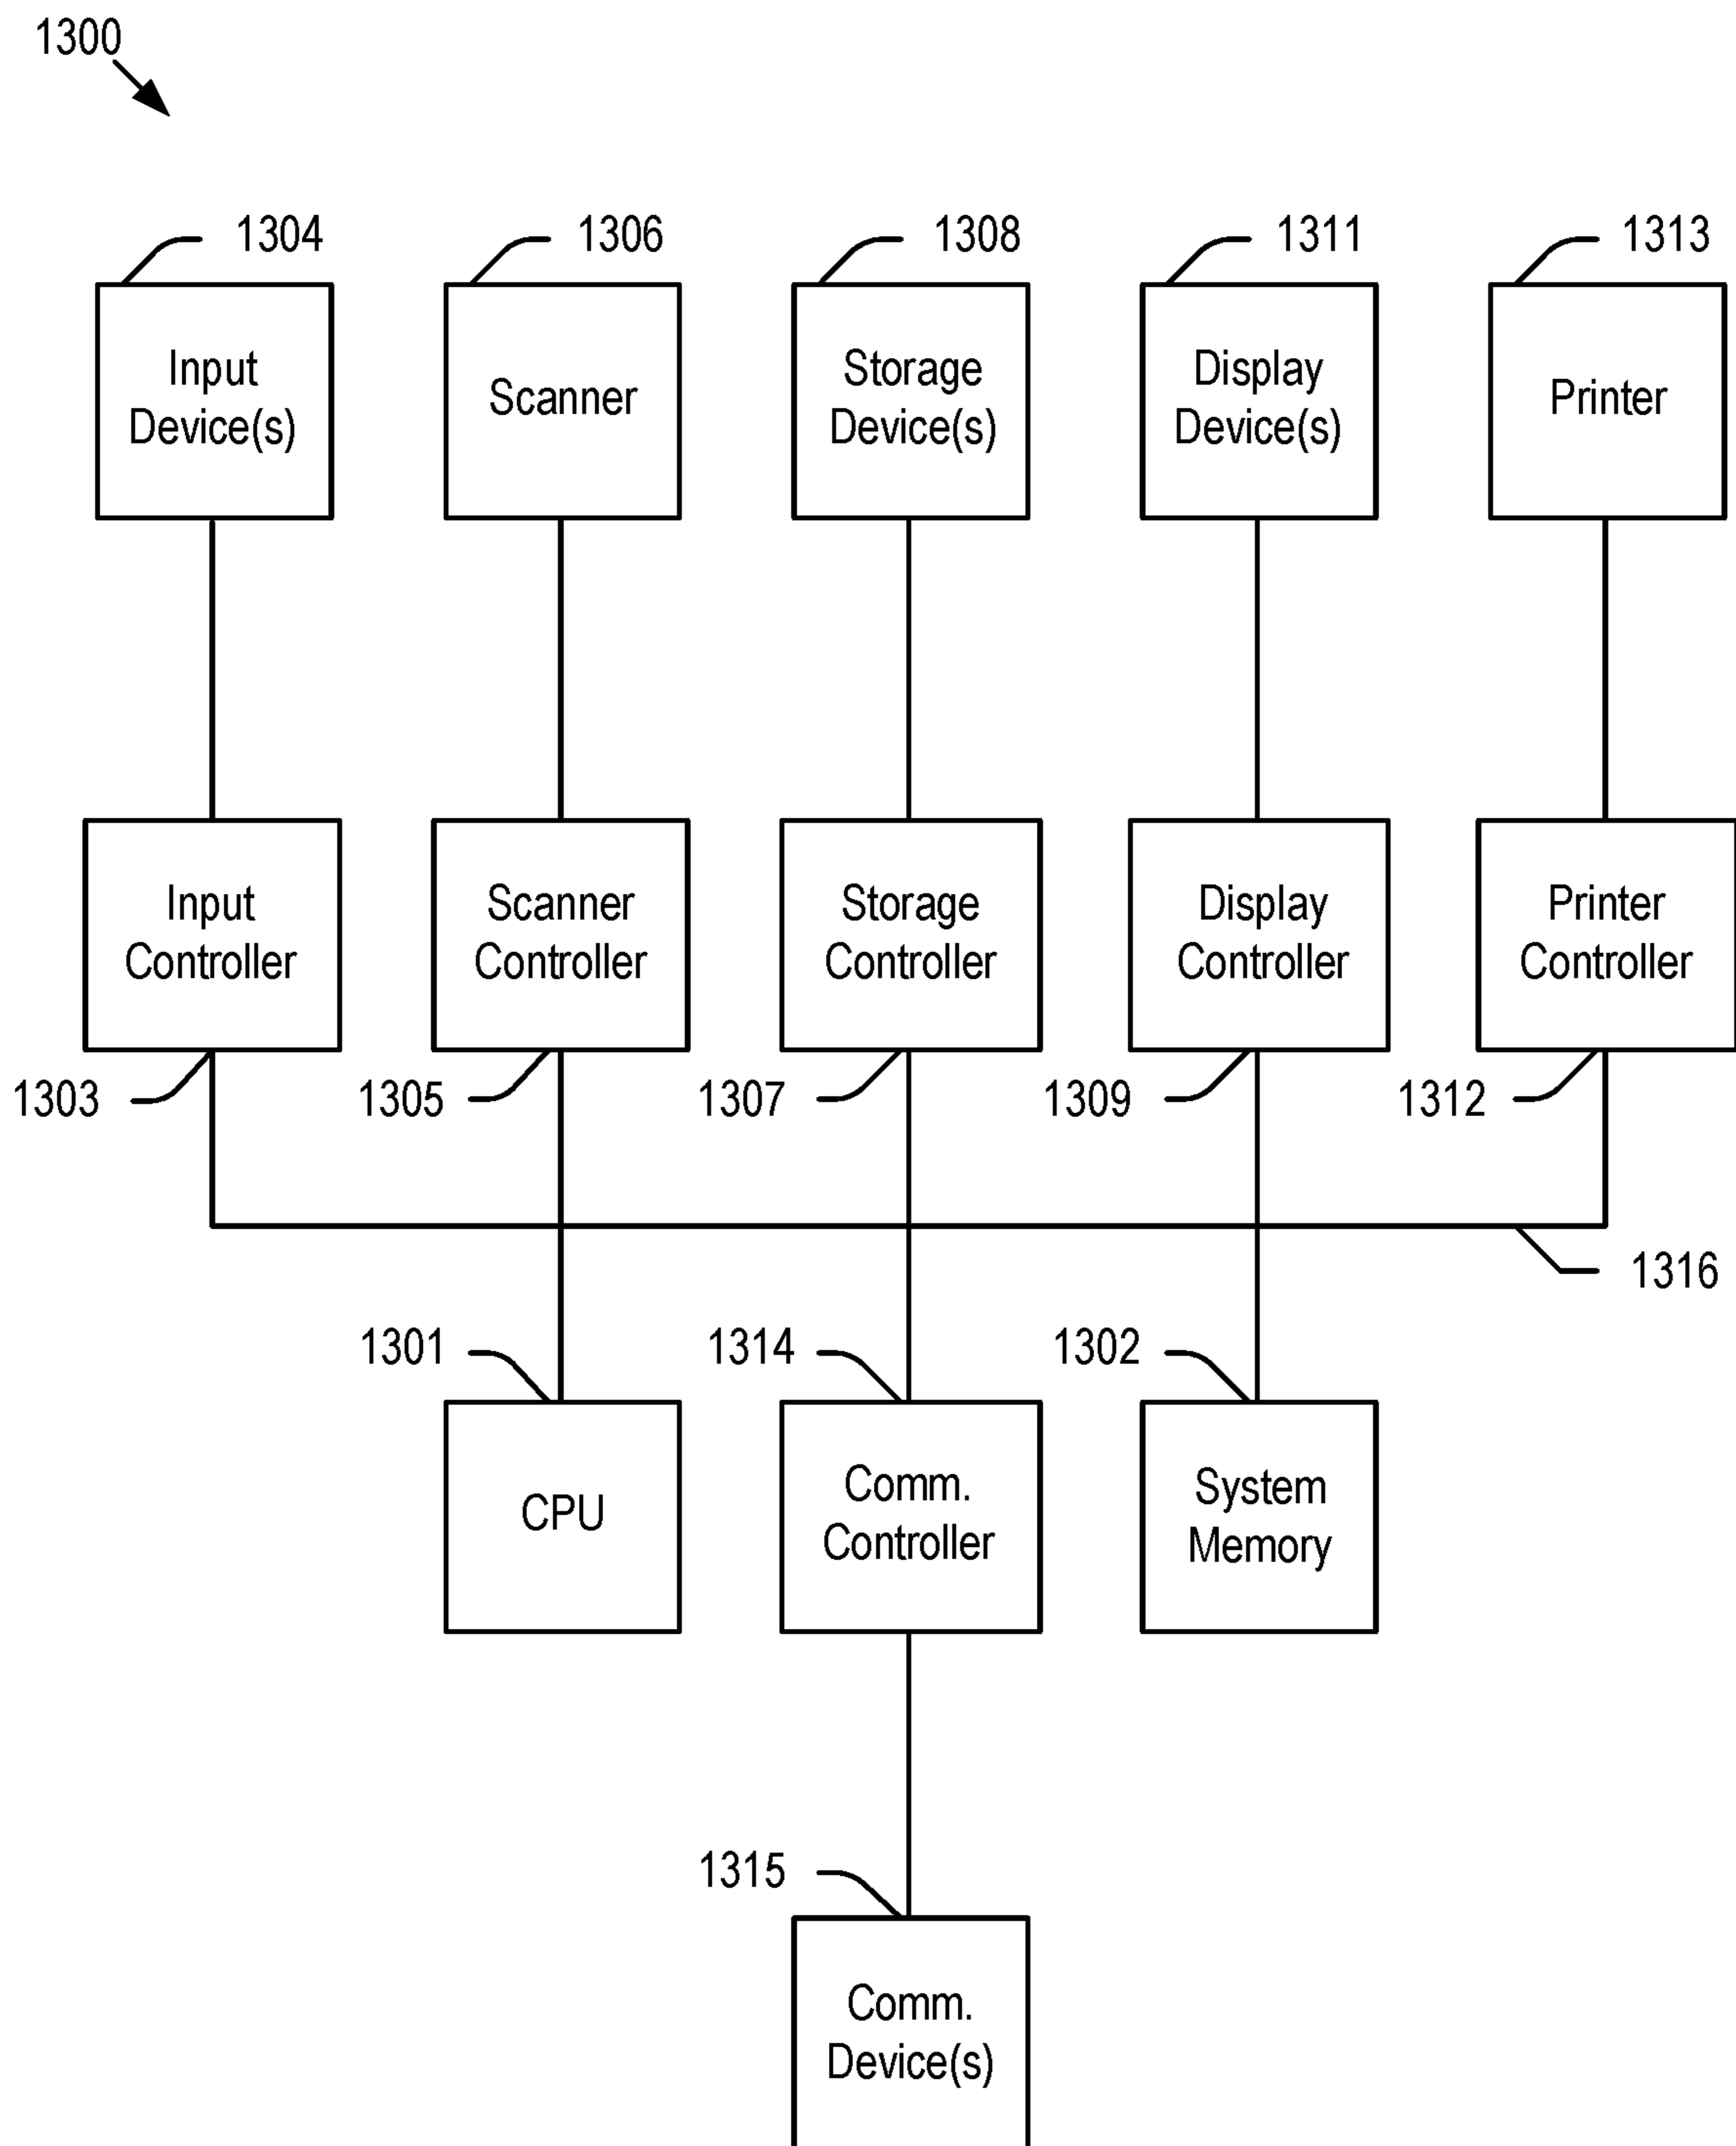 1300
1304
1306
1308
1311
1313
Input
Device(s)
Scanner
Storage
Device(s)
Display
Device(s)
Printer
Input
Controller
Scanner
Controller
Storage
Controller
Display
Controller
Printer
Controller
1303
1305
1307
1309
1312
1316
1301
1314
1302
CPU
Comm.
Controller
System
Memory
1315
Comm.
Device(s)